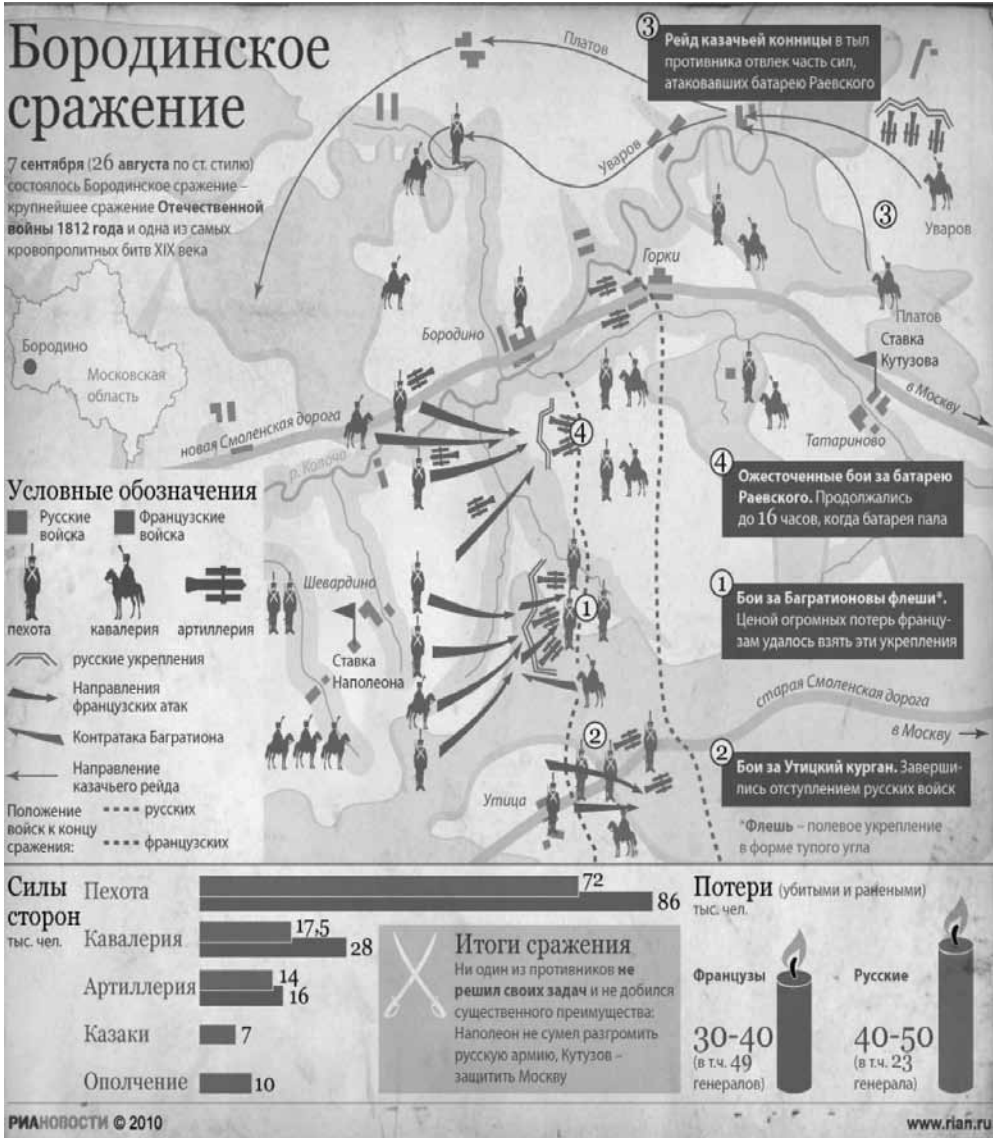 Бородинское
сражение
7 сентября (26 августа по ст. стилю)
состоялось Бородинское сражение –
крупнейшее сражение Отечественной
войны 1812 года и одна из самых
кровопролитных битв XIX века
Бородино
Московская
область
Платов
3
Рейд казачьей конницы в тыл
противника отвлек часть сил,
атаковавших батарею Раевского
Уваров
3
Уваров
Горки
Платов
Бородино
Ставка
Кутузова
в Москву
новая Смоленская дорога
Татариново
р. Колоча
4
4
Ожесточенные бои за батарею
Раевского. Продолжались
до 16 часов, когда батарея пала
Условные обозначения
Русские
войска
Французские
войска
пехота
кавалерия
артиллерия
русские укрепления
Направления
французских атак
Контратака Багратиона
Направление
казачьего рейда
Положение
войск к концу
сражения:
русских
французских
Шевардино
Ставка
Наполеона
1
1
Бои за Багратионовы флеши*.
Ценой огромных потерь францу-
зам удалось взять эти укрепления
старая Смоленская дорога
в Москву
2
Утица
2
Бои за Утицкий курган. Заверши-
лись отступлением русских войск
*Флешь – полевое укрепление
в форме тупого угла
Силы
сторон
тыс. чел.
Пехота
72
86
Кавалерия
17,5
28
Артиллерия
14
16
Казаки
7
Ополчение
10
Итоги сражения
Ни один из противников не
решил своих задач и не добился
существенного преимущества:
Наполеон не сумел разгромить
русскую армию, Кутузов –
защитить Москву
Потери (убитыми и ранеными)
тыс. чел.
Французы
30-40
(в т.ч. 49
генералов)
Русские
40-50
(в т.ч. 23
генерала)
РИАНОВОСТИ © 2010
www.rian.ru